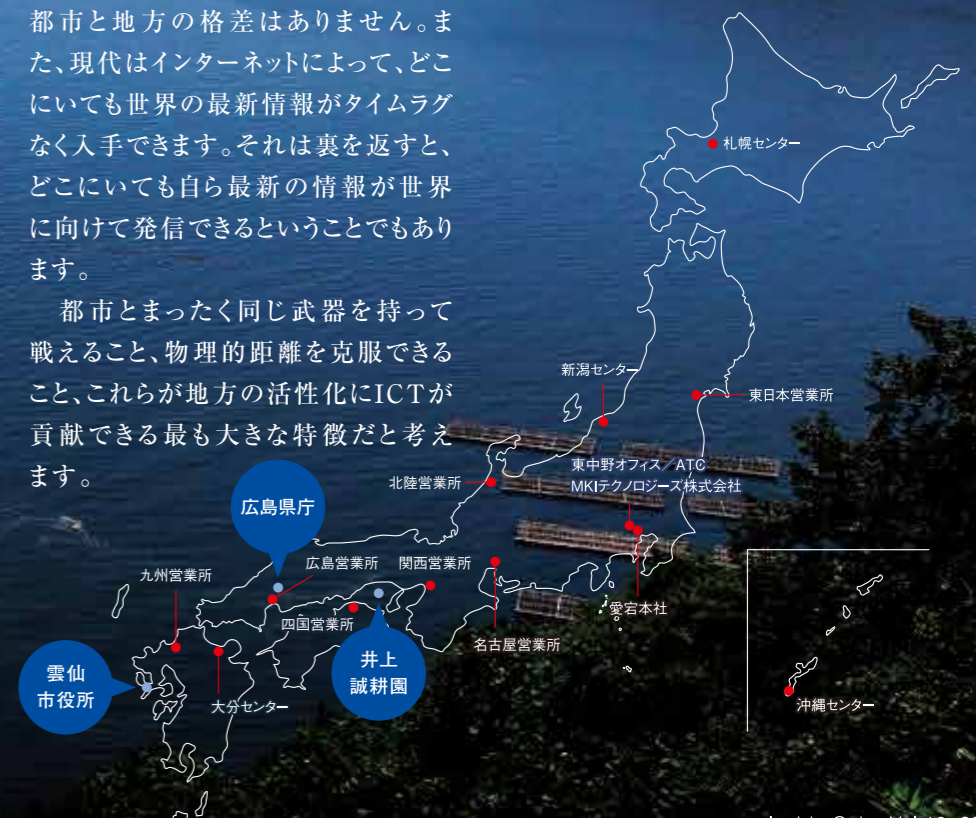 都市と地方の格差はありません。ま
た、現代はインターネットによって、どこ
にいても世界の最新情報がタイムラグ
なく入手できます。それは裏を返すと、
どこにいても自ら最新の情報が世界
に向けて発信できるということでもあり
ます。
　都市とまったく同じ武器を持って
戦えること、物理的距離を克服できる
こと、これらが地方の活性化にICTが
貢献できる最も大きな特徴だと考え
ます。
札幌センター
新潟センター
東日本営業所
東中野オフィス／ATC
MKIテクノロジーズ株式会社
北陸営業所
広島県庁
広島営業所
関西営業所
九州営業所
愛宕本社
四国営業所
名古屋営業所
井上
誠耕園
雲仙
市役所
大分センター
沖縄センター